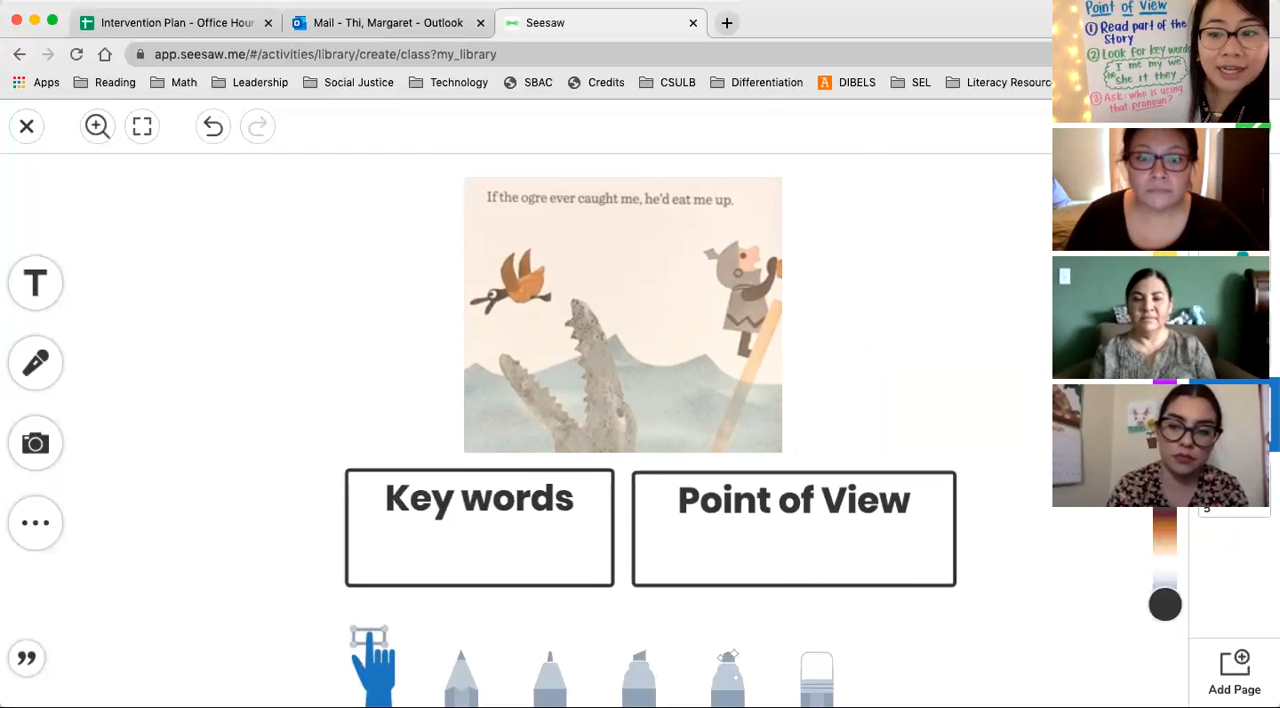 Intervention Plan - Office Hour
Mail - Thi, Margaret - Outlook
Seesaw
app.seesaw.me/#/activities/library/create/disk?my_library
Apps
Reading
Math
Leadership
Social Justice
Technology
SBAC
Credits
CSULB
Differentiation
DIBELS
SEL
Literacy Resourc
Point of View
① Read part of the
Story
② Look for key words
I me my we
he she it they
③ Ask: who is using
that pronoun?
T
If the ogre ever caught me, he'd eat me up.
Key words
Point of View
5
Add Page